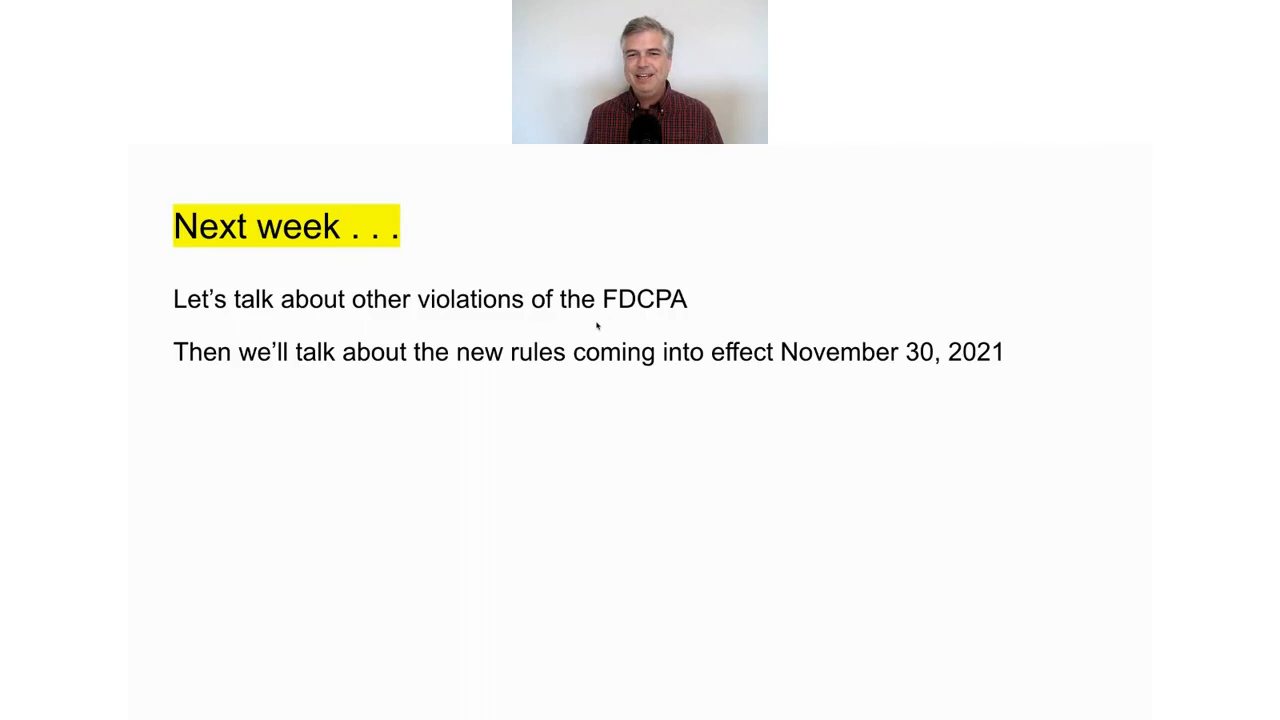 Next week . . .
Let’s talk about other violations of the FDCPA
Then we’ll talk about the new rules coming into effect November 30, 2021